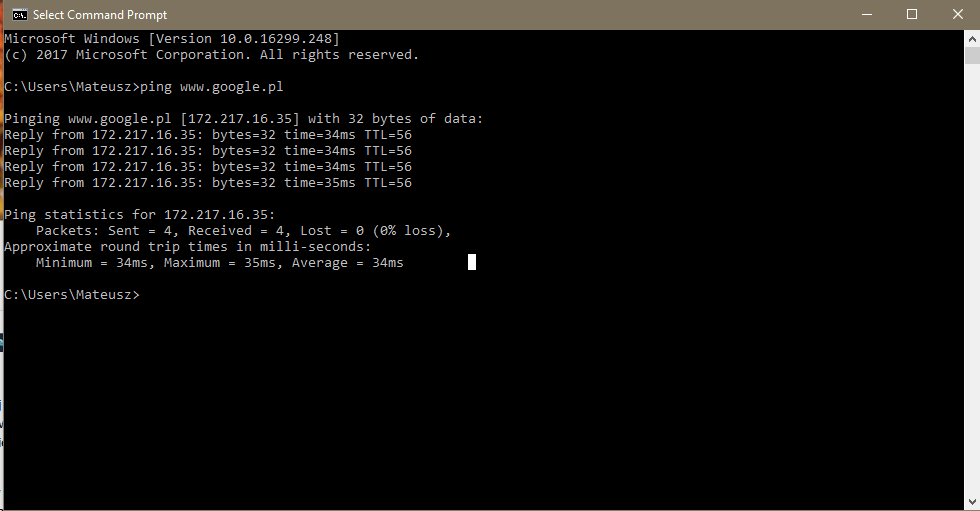 Select Command Prompt
Microsoft Windows [Version 10.0.16299.248]
(c) 2017 Microsoft Corporation. All rights reserved.
C:\Users\Mateusz>ping www.google.pl
Pinging www.google.pl [172.217.16.35] with 32 bytes of data:
Reply from 172.217.16.35: bytes=32 time=34ms TTL=56
Reply from 172.217.16.35: bytes=32 time=34ms TTL=56
Reply from 172.217.16.35: bytes=32 time=34ms TTL=56
Reply from 172.217.16.35: bytes=32 time=35ms TTL=56
Ping statistics for 172.217.16.35:
    Packets: Sent = 4, Received = 4, Lost = 0 (0% loss),
Approximate round trip times in milli-seconds:
    Minimum = 34ms, Maximum = 35ms, Average = 34ms
C:\Users\Mateusz>